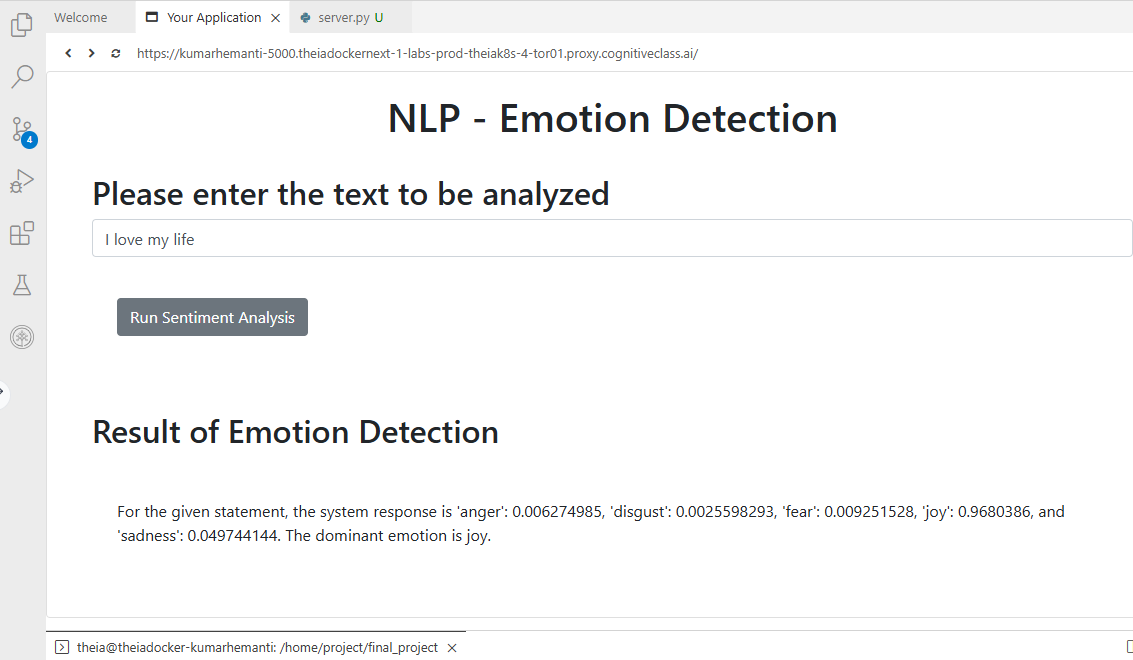 Welcome
Your Application
server.py U
https://kumarhemanti-5000.theiadockernext-1-labs-prod-theiak8s-4-tor01.proxy.cognitiveclass.ai/
4
NLP - Emotion Detection
Please enter the text to be analyzed
I love my life
Run Sentiment Analysis
Result of Emotion Detection
For the given statement, the system response is 'anger': 0.006274985, 'disgust': 0.0025598293, 'fear': 0.009251528, 'joy': 0.9680386, and
'sadness': 0.049744144. The dominant emotion is joy.
theia@theiadocker-kumarhemanti: /home/project/final_project